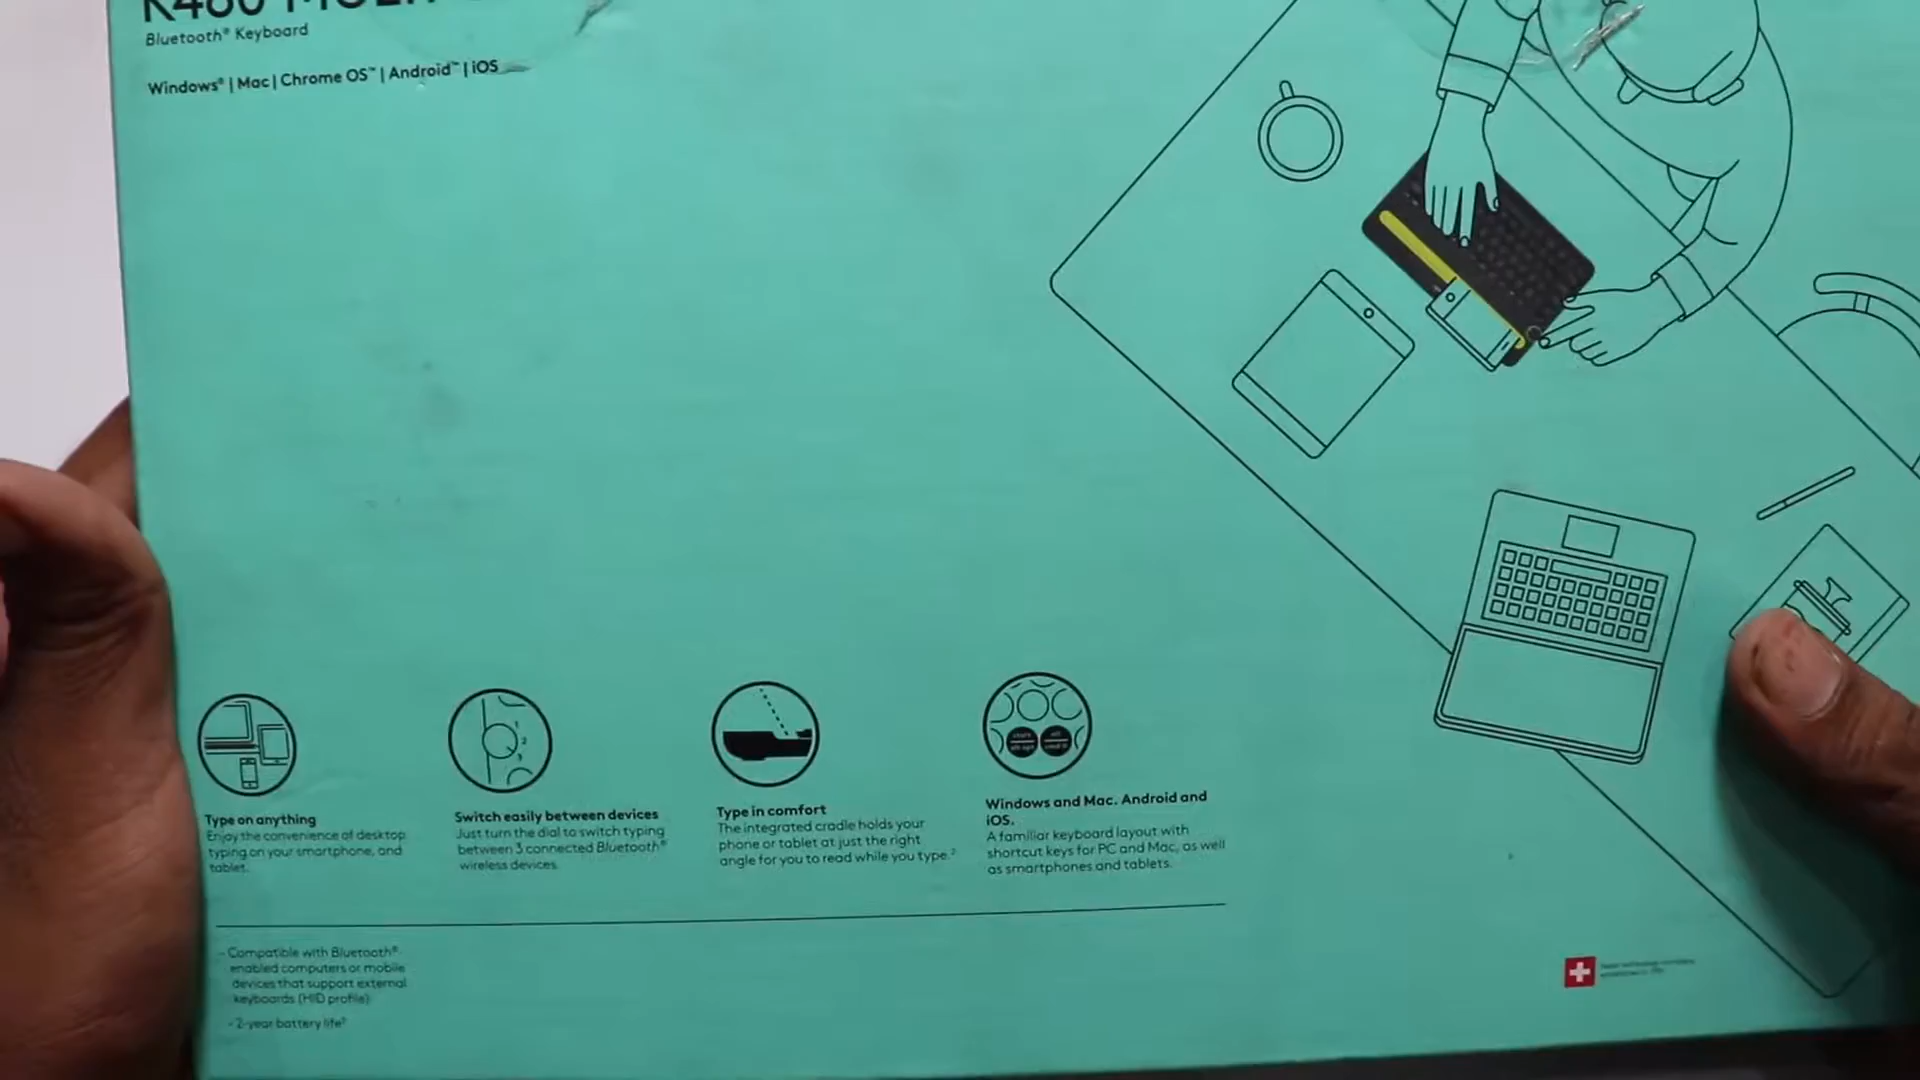 K480
Bluetooth® Keyboard
Windows® | Mac | Chrome OS™ | Android™ | iOS
Type on anything
Enjoy the convenience of desktop
typing on your smartphone, and
tablet.
Switch easily between devices
Just turn the dial to switch typing
between 3 connected Bluetooth®
wireless devices.
Type in comfort
The integrated cradle holds your
phone or tablet at just the right
angle for you to read while you type.²
Windows and Mac. Android and
iOS.
A familiar keyboard layout with
shortcut keys for PC and Mac, as well
as smartphones and tablets.
- Compatible with Bluetooth®-
enabled computers or mobile
devices that support external
keyboards (HID profile)
- 2-year battery life³
1
2
3